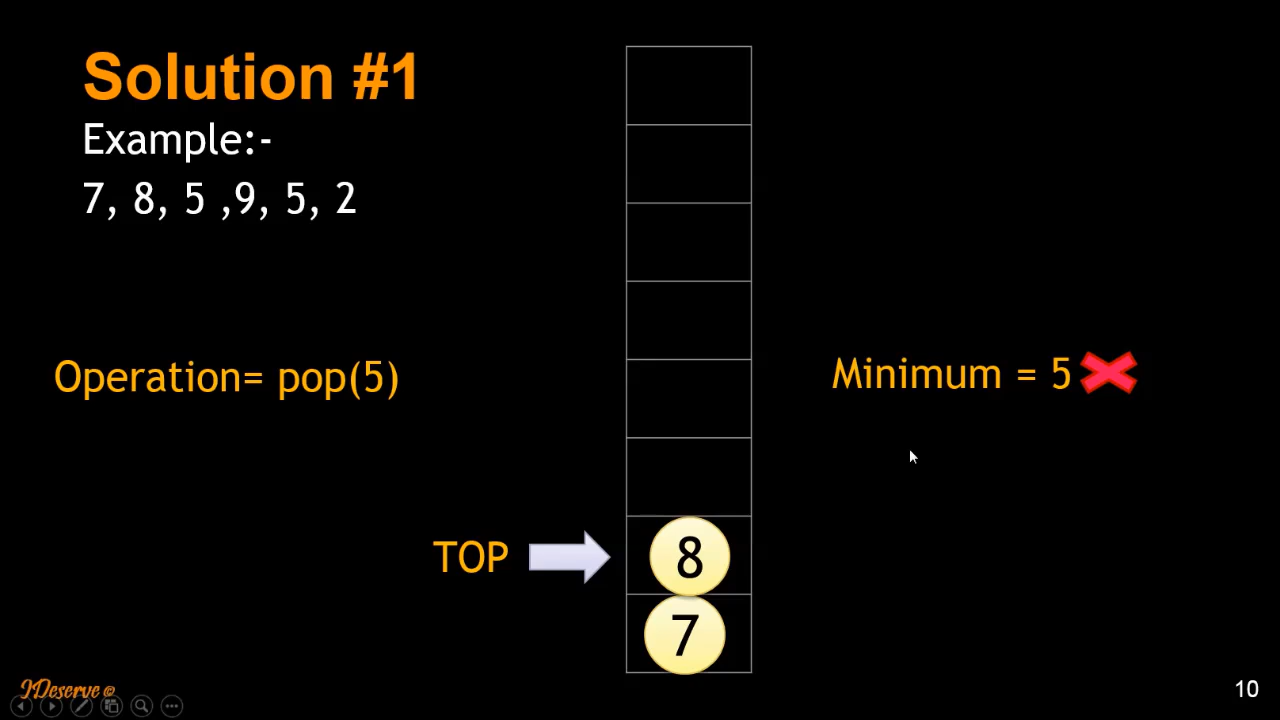 Solution #1
Example:-
7, 8, 5 ,9, 5, 2
Operation= pop(5)
Minimum = 5
TOP
8
7
IDeserve ©
10